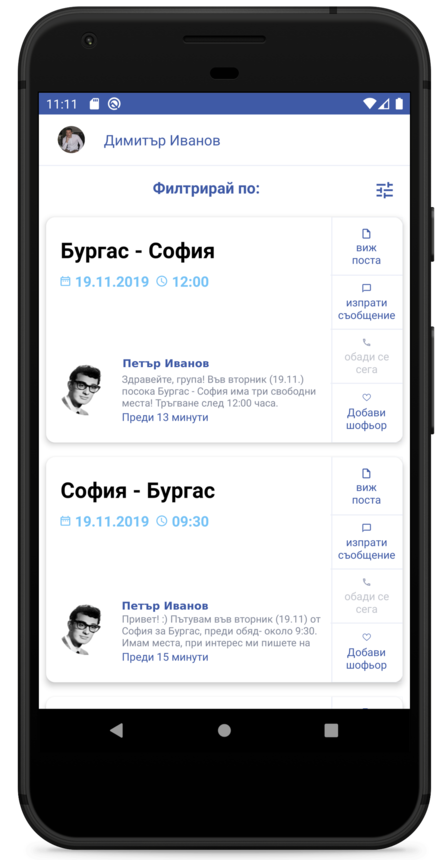 11:11
Димитър Иванов
Филтрирай по:
Бургас - София
19.11.2019 12:00
Петър Иванов
Здравейте, група! Във вторник (19.11.)
посока Бургас - София има три свободни
места! Тръгване след 12:00 часа.
Преди 13 минути
виж
поста
изпрати
съобщение
обади се
сега
Добави
шофьор
София - Бургас
19.11.2019 09:30
Петър Иванов
Привет! :) Пътувам във вторник (19.11) от
София за Бургас, преди обяд- около 9:30.
Имам места, при интерес ми пишете на
Преди 15 минути
виж
поста
изпрати
съобщение
обади се
сега
Добави
шофьор